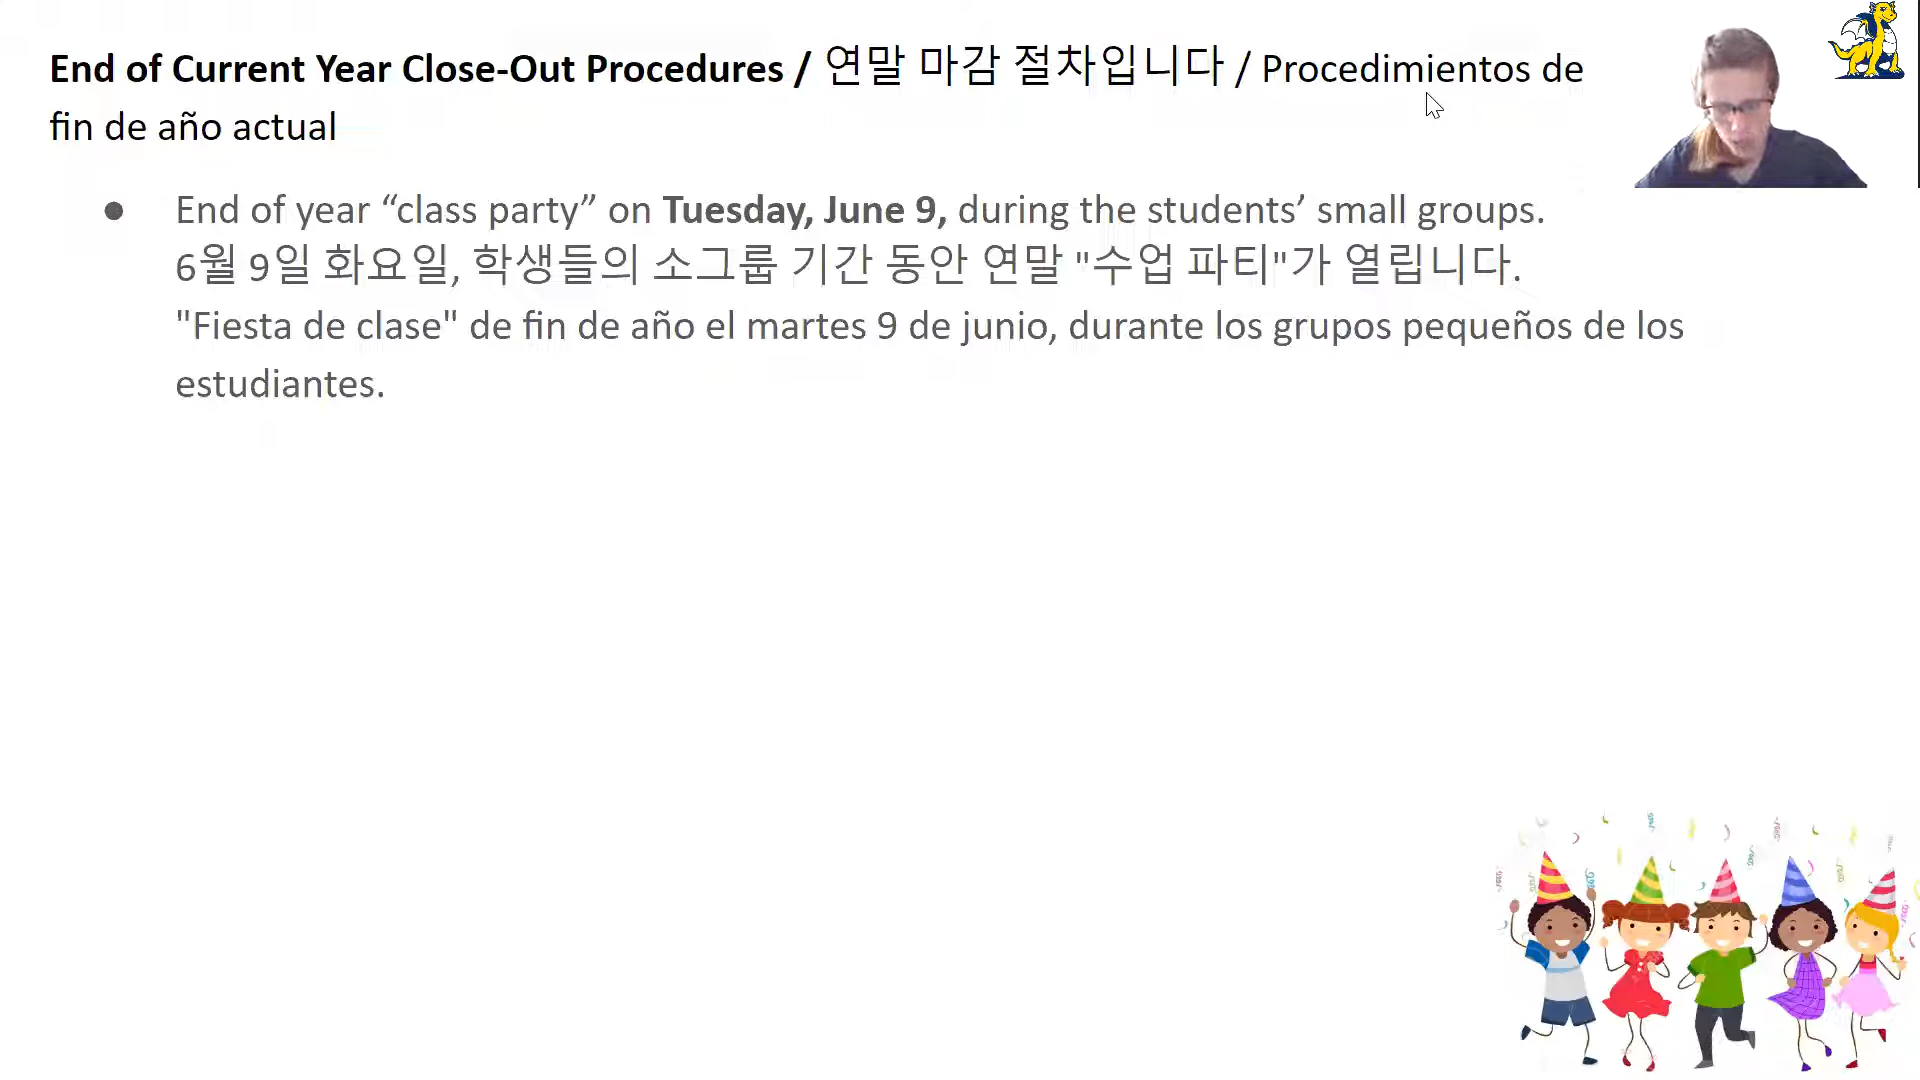 End of Current Year Close-Out Procedures / 연말 마감 절차입니다 / Procedimientos de
fin de año actual
● End of year “class party” on Tuesday, June 9, during the students’ small groups.
6월 9일 화요일, 학생들의 소그룹 기간 동안 연말 "수업 파티"가 열립니다.
"Fiesta de clase" de fin de año el martes 9 de junio, durante los grupos pequeños de los
estudiantes.